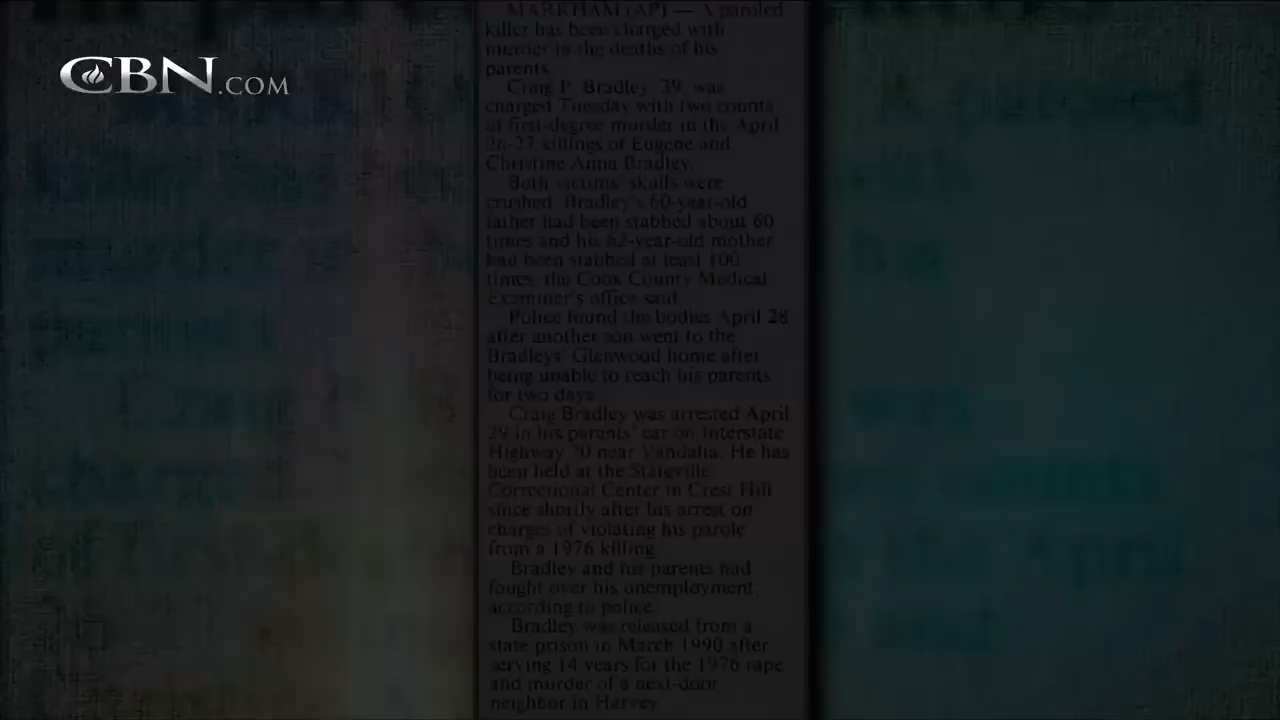 CBN.COM
MARKHAM (AP) — A paroled
killer has been charged with
murder in the deaths of his
parents.
Craig P. Bradley, 39, was
charged Tuesday with two counts
of first-degree murder in the April
26-27 killings of Eugene and
Christine Anna Bradley.
Both victims' skulls were
crushed. Bradley's 60-year-old
father had been stabbed about 60
times and his 62-year-old mother
had been stabbed at least 100
times, the Cook County Medical
Examiner's office said.
Police found the bodies April 28
after another son went to the
Bradleys' Glenwood home after
being unable to reach his parents
for two days.
Craig Bradley was arrested April
29 in his parents' car on Interstate
Highway 70 near Vandalia. He has
been held at the Stateville
Correctional Center in Crest Hill
since shortly after his arrest on
charges of violating his parole
from a 1976 killing.
Bradley and his parents had
fought over his unemployment,
according to police.
Bradley was released from a
state prison in March 1990 after
serving 14 years for the 1976 rape
and murder of a next-door
neighbor in Harvey.